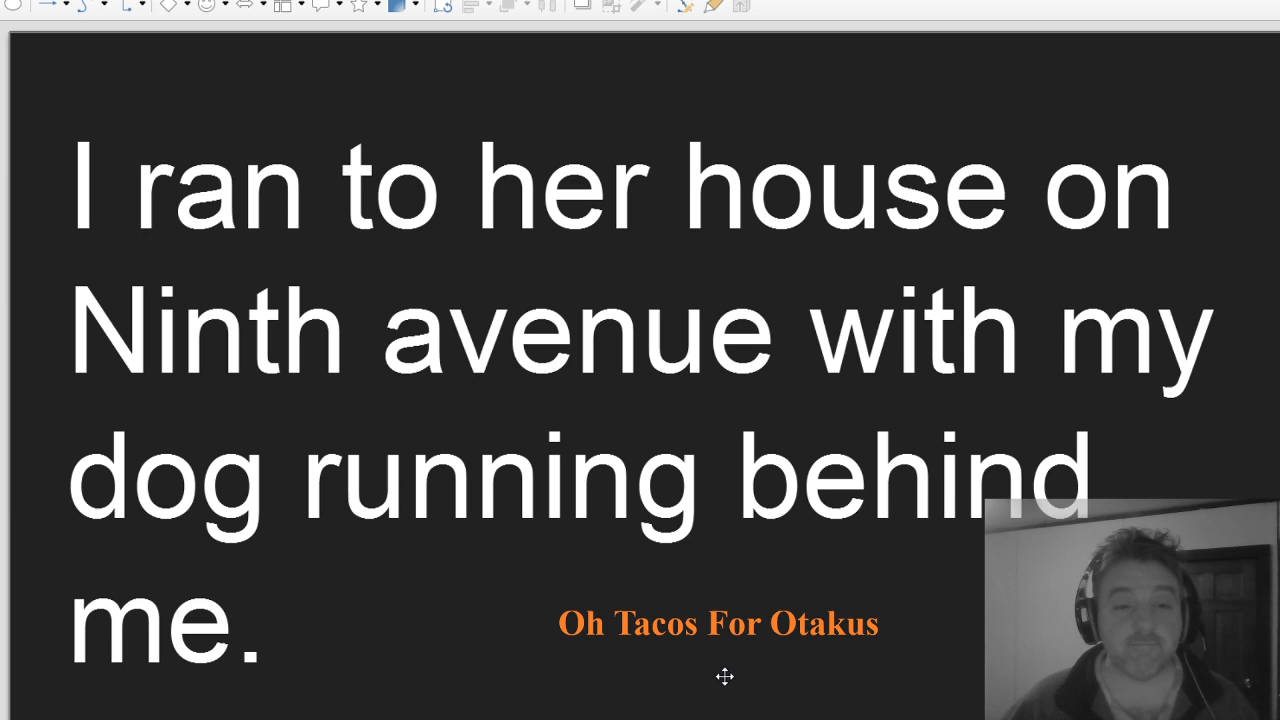 I ran to her house on
Ninth avenue with my
dog running behind
me.
Oh Tacos For Otakus